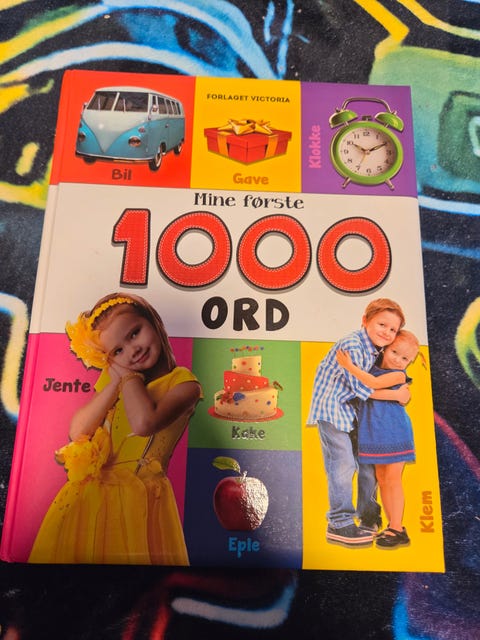 FORLAGET VICTORIA
Bil
Gave
Klokke
Mine første
1000
ORD
Jente
Kake
Eple
Klem